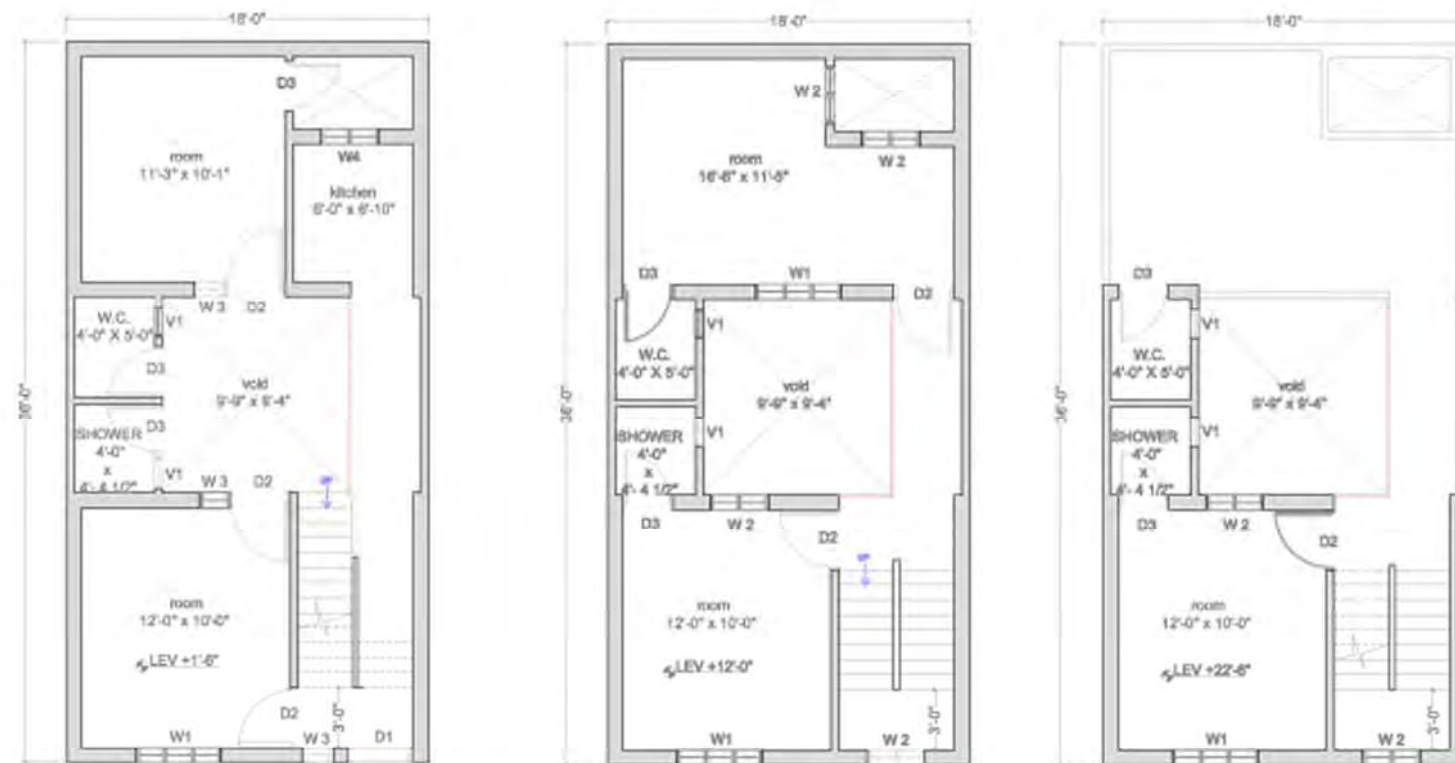 18'-0"
36'-0"
D3
room
11'-3" x 10'-1"
W4
kitchen
6'-0" x 6'-10"
W 3
D2
W.C.
4'-0" X 5'-0"
V1
D3
void
9'-9" x 9'-4"
D3
SHOWER
4'-0"
x
4'- 4 1/2"
V1
W 3
D2
room
12'-0" x 10'-0"
LEV +1'-6"
D2
3'-0"
W1
W 3
D1
18'-0"
36'-0"
W 2
W 2
room
16'-6" x 11'-5"
D3
W1
D2
V1
W.C.
4'-0" X 5'-0"
void
9'-9" x 9'-4"
V1
SHOWER
4'-0"
x
4'- 4 1/2"
D3
W 2
D2
room
12'-0" x 10'-0"
LEV +12'-0"
3'-0"
W1
W 2
18'-0"
36'-0"
D3
V1
W.C.
4'-0" X 5'-0"
void
9'-9" x 9'-4"
V1
SHOWER
4'-0"
x
4'- 4 1/2"
D3
W 2
D2
room
12'-0" x 10'-0"
LEV +22'-6"
3'-0"
W1
W 2